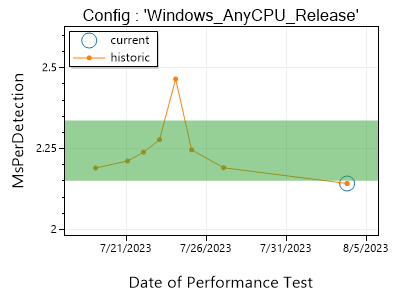 Config : 'Windows_AnyCPU_Release'
current
historic
MsPerDetection
2.5
2.25
2
7/21/2023
7/26/2023
7/31/2023
8/5/2023
Date of Performance Test